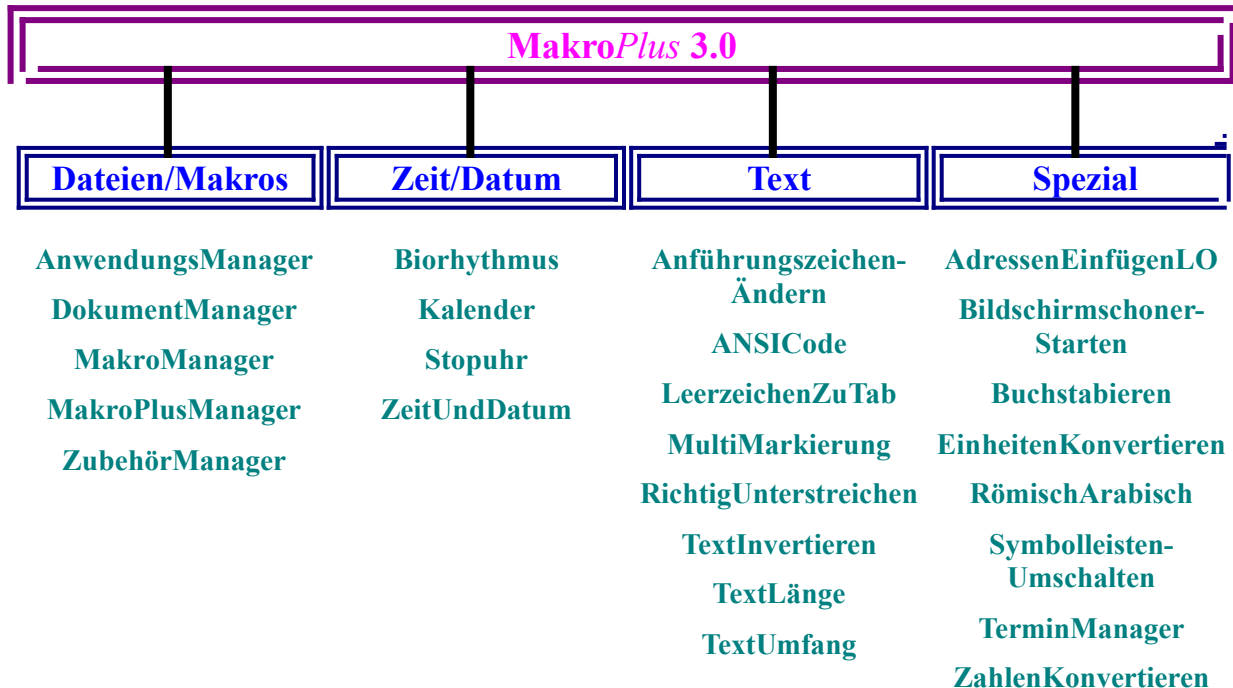 MakroPlus 3.0
Dateien/Makros
AnwendungsManager
DokumentManager
MakroManager
MakroPlusManager
ZubehörManager
Zeit/Datum
Biorhythmus
Kalender
Stopuhr
ZeitUndDatum
Text
Anführungszeichen-
Ändern
ANSICode
LeerzeichenZuTab
MultiMarkierung
RichtigUnterstreichen
TextInvertieren
TextLänge
TextUmfang
Spezial
AdressenEinfügenLO
Bildschirmschoner-
Starten
Buchstabieren
EinheitenKonvertieren
RömischArabisch
Symbolleisten-
Umschalten
TerminManager
ZahlenKonvertieren